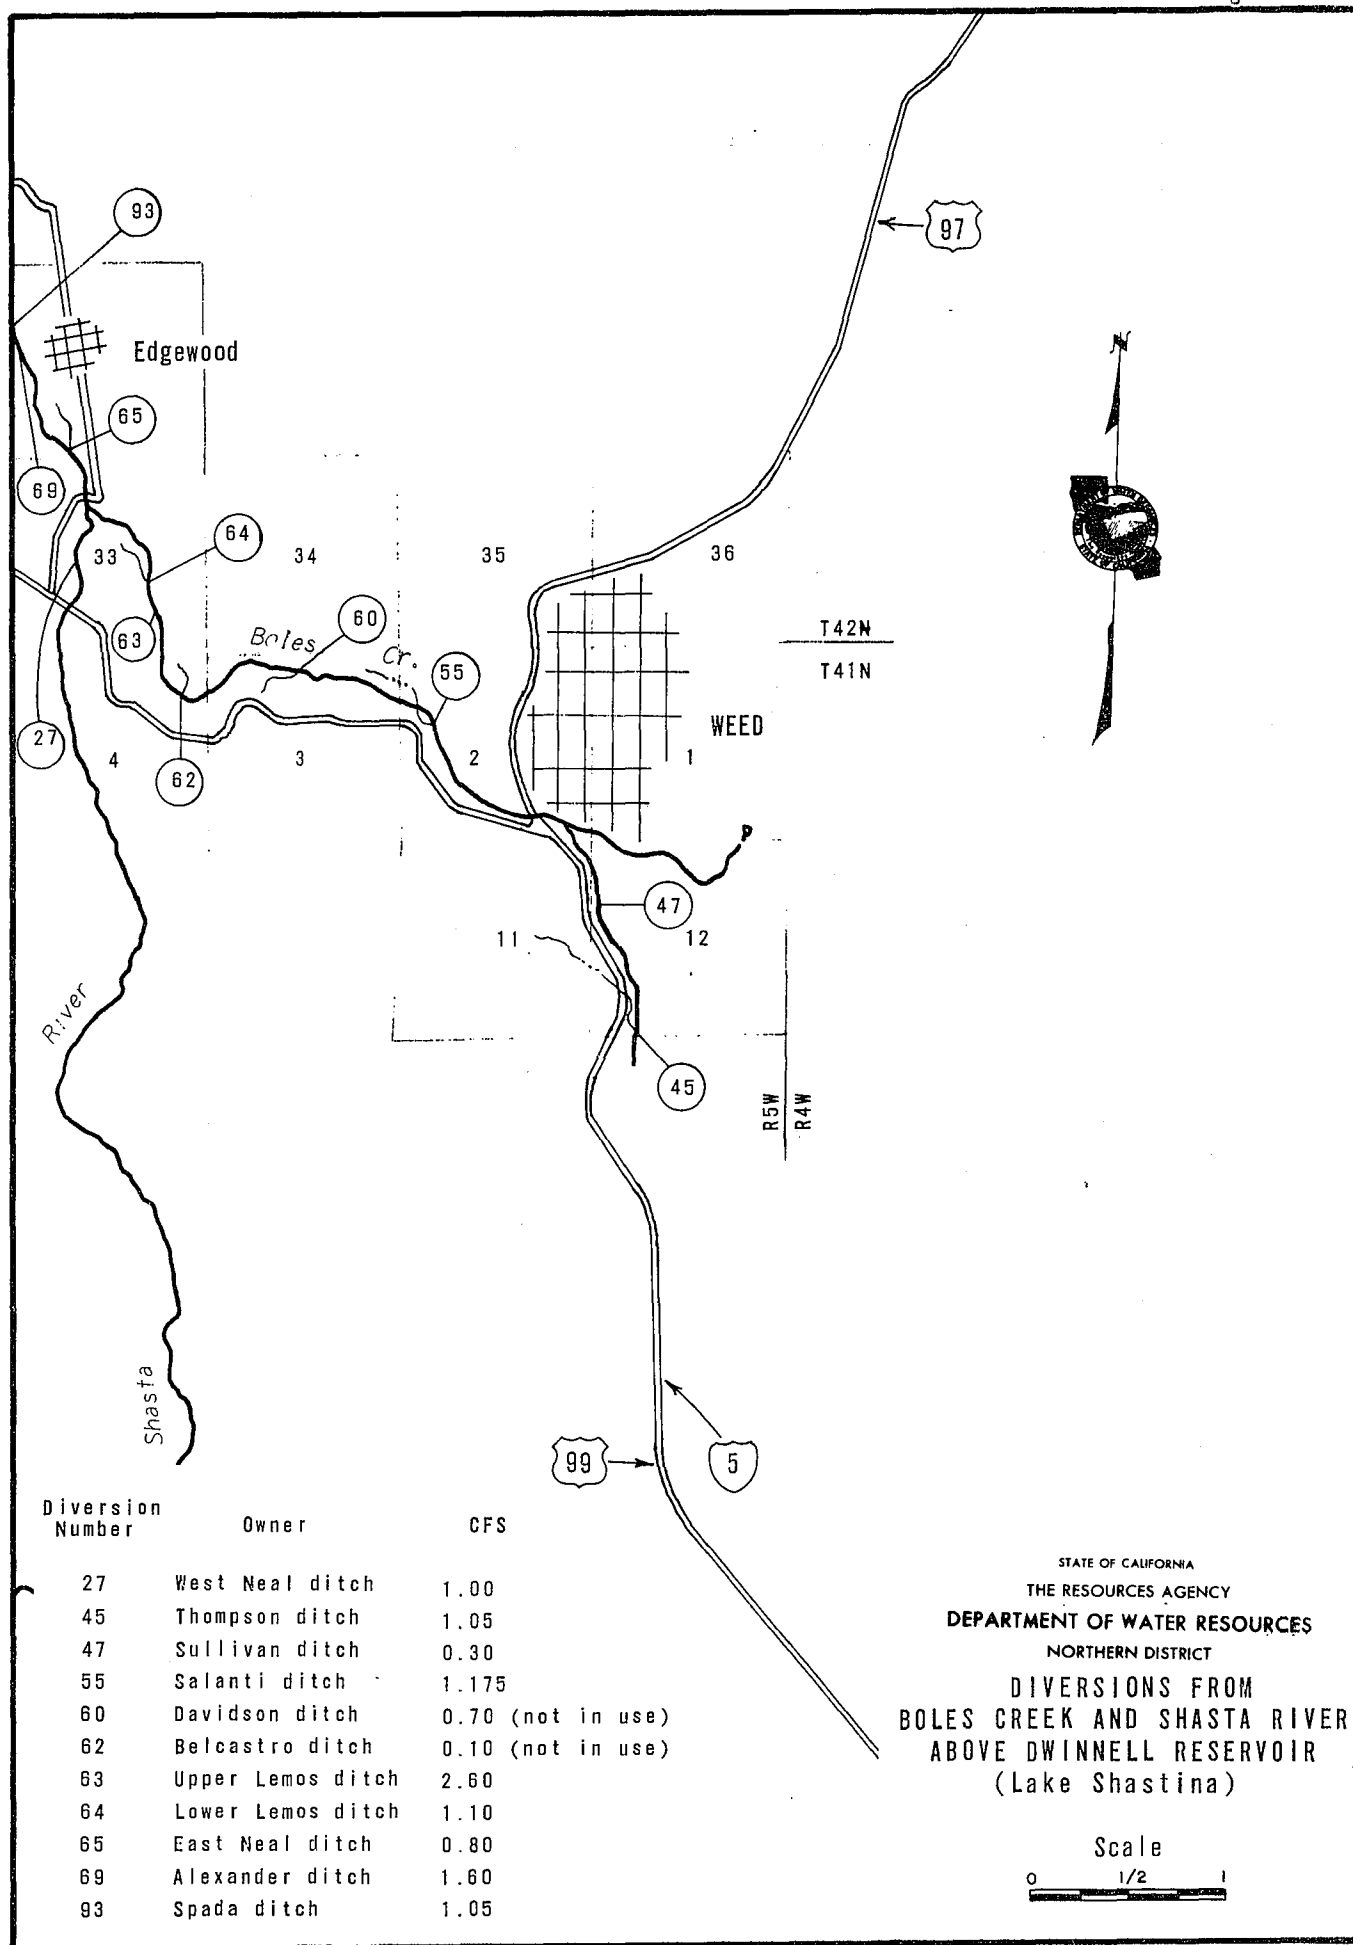 93
97
Edgewood
65
69
64
33
34
35
36
63
Boles
60
Cr.
55
T42N
T41N
WEED
27
4
62
3
2
1
P
47
11
12
River
45
R5W
R4W
Shasta
99
5
N
Diversion Number Owner CFS
27 West Neal ditch 1.00
45 Thompson ditch 1.05
47 Sullivan ditch 0.30
55 Salanti ditch 1.175
60 Davidson ditch 0.70 (not in use)
62 Belcastro ditch 0.10 (not in use)
63 Upper Lemos ditch 2.60
64 Lower Lemos ditch 1.10
65 East Neal ditch 0.80
69 Alexander ditch 1.60
93 Spada ditch 1.05
STATE OF CALIFORNIA
THE RESOURCES AGENCY
DEPARTMENT OF WATER RESOURCES
NORTHERN DISTRICT
DIVERSIONS FROM
BOLES CREEK AND SHASTA RIVER
ABOVE DWINNELL RESERVOIR
(Lake Shastina)
Scale
0 1/2 1